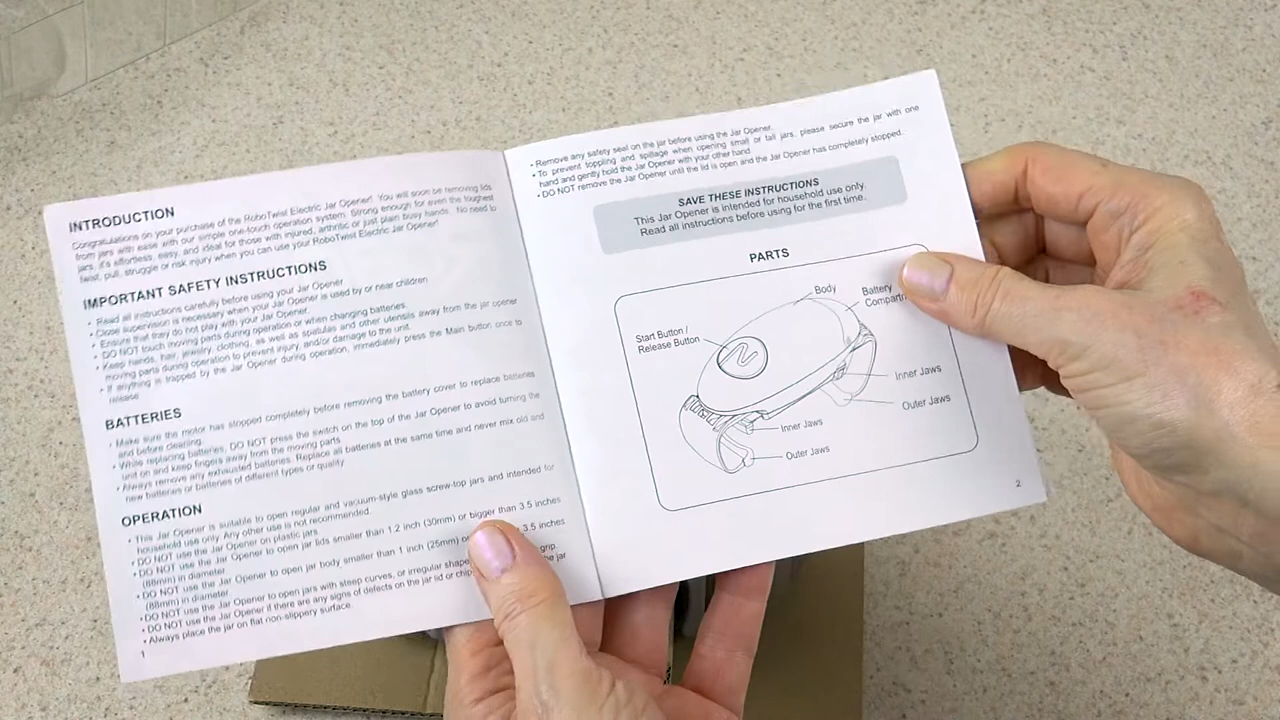 INTRODUCTION
Congratulations on your purchase of the RoboTwist Electric Jar Opener! You will soon be removing lids
from jars with ease with our simple one-touch operation system. Strong enough for even the toughest
jars, it's effortless, easy, and ideal for those with injured, arthritic or just plain busy hands. No need to
twist, pull, struggle or risk injury when you can use your RoboTwist Electric Jar Opener!
IMPORTANT SAFETY INSTRUCTIONS
• Read all instructions carefully before using your Jar Opener
• Close supervision is necessary when your Jar Opener is used by or near children
• Ensure that they do not play with your Jar Opener.
• DO NOT touch moving parts during operation or when changing batteries.
• Keep hands, hair, jewelry, clothing, as well as spatulas and other utensils away from the jar opener
moving parts during operation to prevent injury, and/or damage to the unit.
• If anything is trapped by the Jar Opener during operation, immediately press the Main button once to
release
BATTERIES
• Make sure the motor has stopped completely before removing the battery cover to replace batteries
and before cleaning.
• While replacing batteries, DO NOT press the switch on the top of the Jar Opener to avoid turning the
unit on and keep fingers away from the moving parts
• Always remove any exhausted batteries. Replace all batteries at the same time and never mix old and
new batteries or batteries of different types or quality
OPERATION
• This Jar Opener is suitable to open regular and vacuum-style glass screw-top jars and intended for
household use only. Any other use is not recommended.
• DO NOT use the Jar Opener on plastic jars
• DO NOT use the Jar Opener to open jar lids smaller than 1.2 inch (30mm) or bigger than 3.5 inches
(88mm) in diameter
• DO NOT use the Jar Opener to open jar body smaller than 1 inch (25mm) or 3.5 inches
(88mm) in diameter
• DO NOT use the Jar Opener to open jars with steep curves, or irregular shape grip.
• DO NOT use the Jar Opener if there are any signs of defects on the jar lid or the jar
• Always place the jar on flat non-slippery surface
1
• Remove any safety seal on the jar before using the Jar Opener.
• To prevent toppling and spillage when opening small or tall jars, please secure the jar with one
hand and gently hold the Jar Opener with your other hand.
• DO NOT remove the Jar Opener until the lid is open and the Jar Opener has completely stopped.
SAVE THESE INSTRUCTIONS
This Jar Opener is intended for household use only.
Read all instructions before using for the first time.
PARTS
Body
Battery
Start Button /
Release Button
Inner Jaws
Outer Jaws
Inner Jaws
Outer Jaws
2